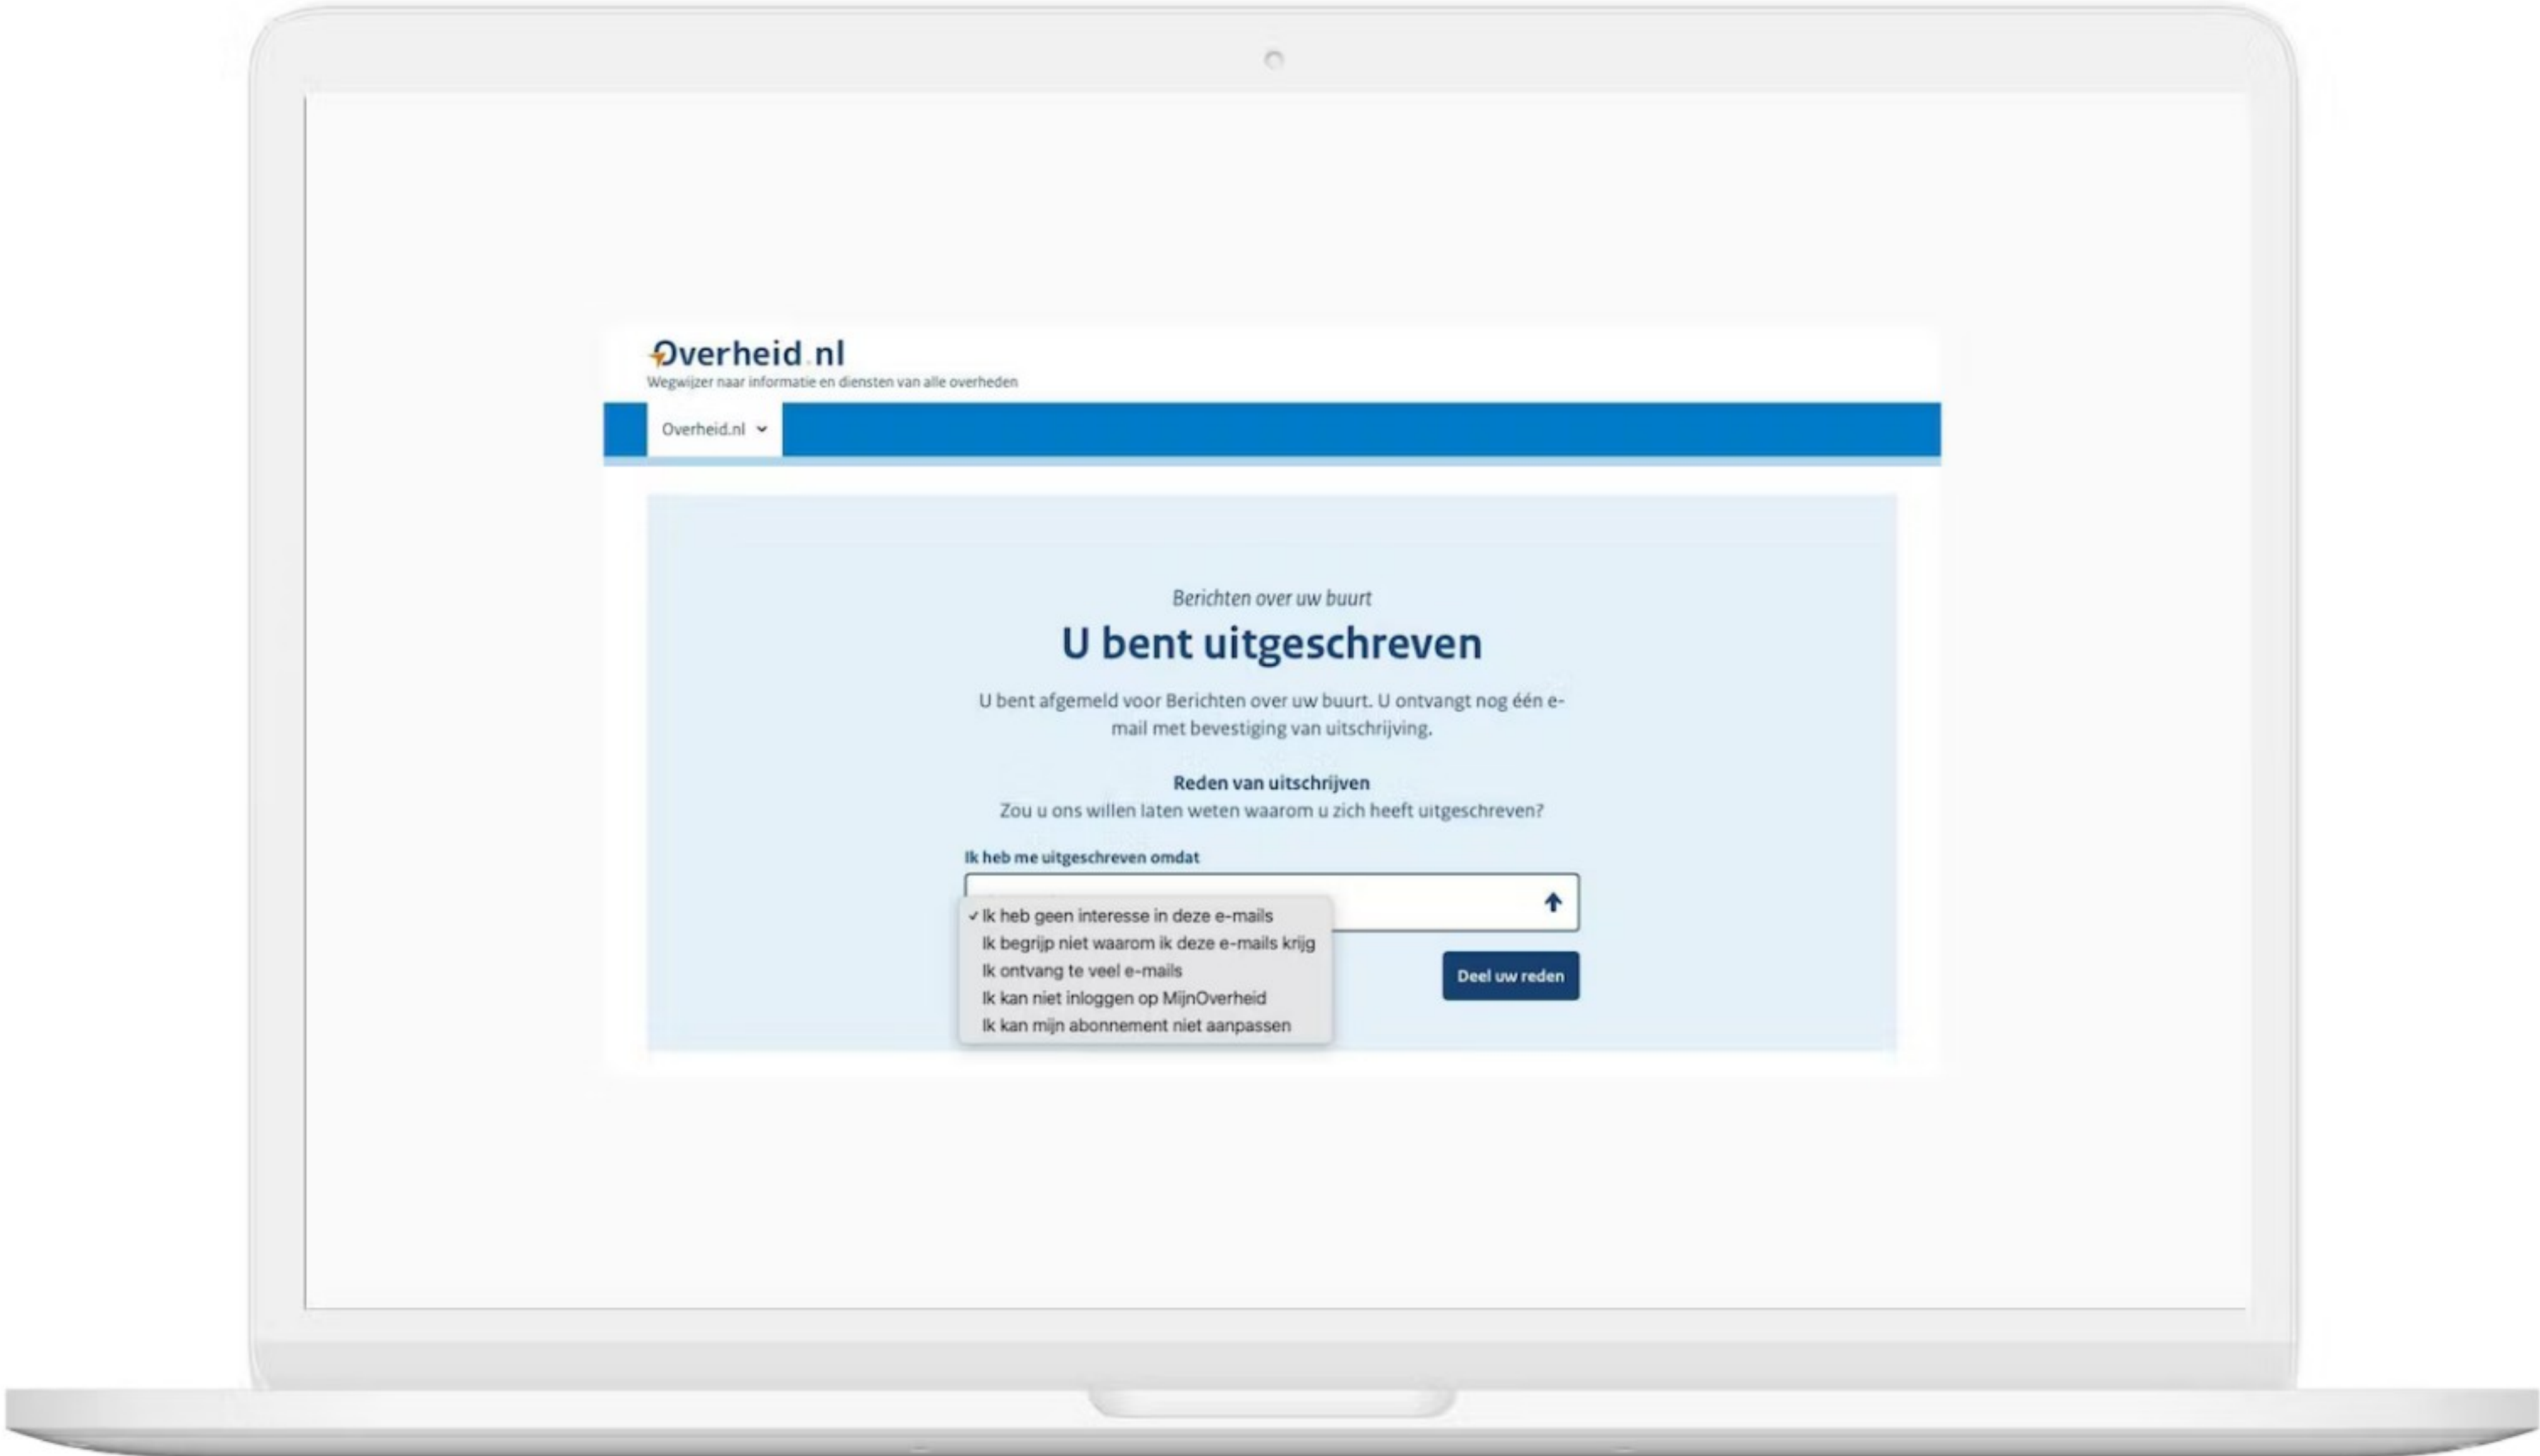 Overheid.nl
Wegwijzer naar informatie en diensten van alle overheden
Overheid.nl
Berichten over uw buurt
U bent uitgeschreven
U bent afgemeld voor Berichten over uw buurt. U ontvangt nog één e-
mail met bevestiging van uitschrijving.
Reden van uitschrijven
Zou u ons willen laten weten waarom u zich heeft uitgeschreven?
Ik heb me uitgeschreven omdat
✓ Ik heb geen interesse in deze e-mails
Ik begrijp niet waarom ik deze e-mails krijg
Ik ontvang te veel e-mails
Ik kan niet inloggen op MijnOverheid
Ik kan mijn abonnement niet aanpassen
Deel uw reden